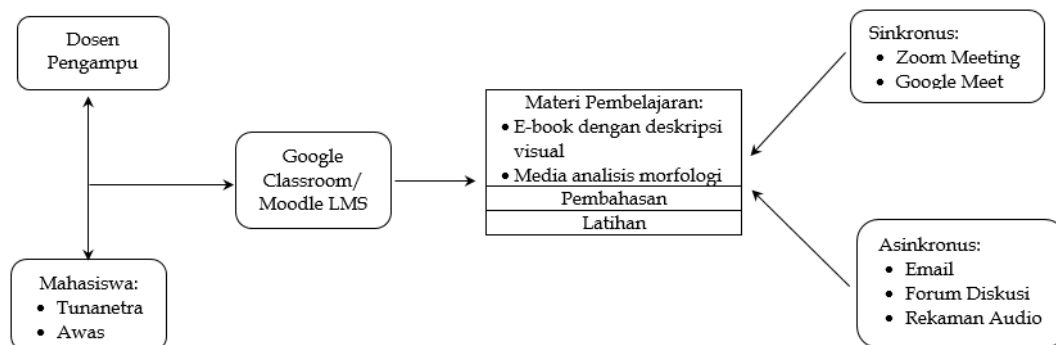 Dosen
Pengampu
Mahasiswa:
• Tunanetra
• Awas
Google
Classroom/
Moodle LMS
Materi Pembelajaran:
• E-book dengan deskripsi
visual
• Media analisis morfologi
Pembahasan
Latihan
Sinkronus:
• Zoom Meeting
• Google Meet
Asinkronus:
• Email
• Forum Diskusi
• Rekaman Audio